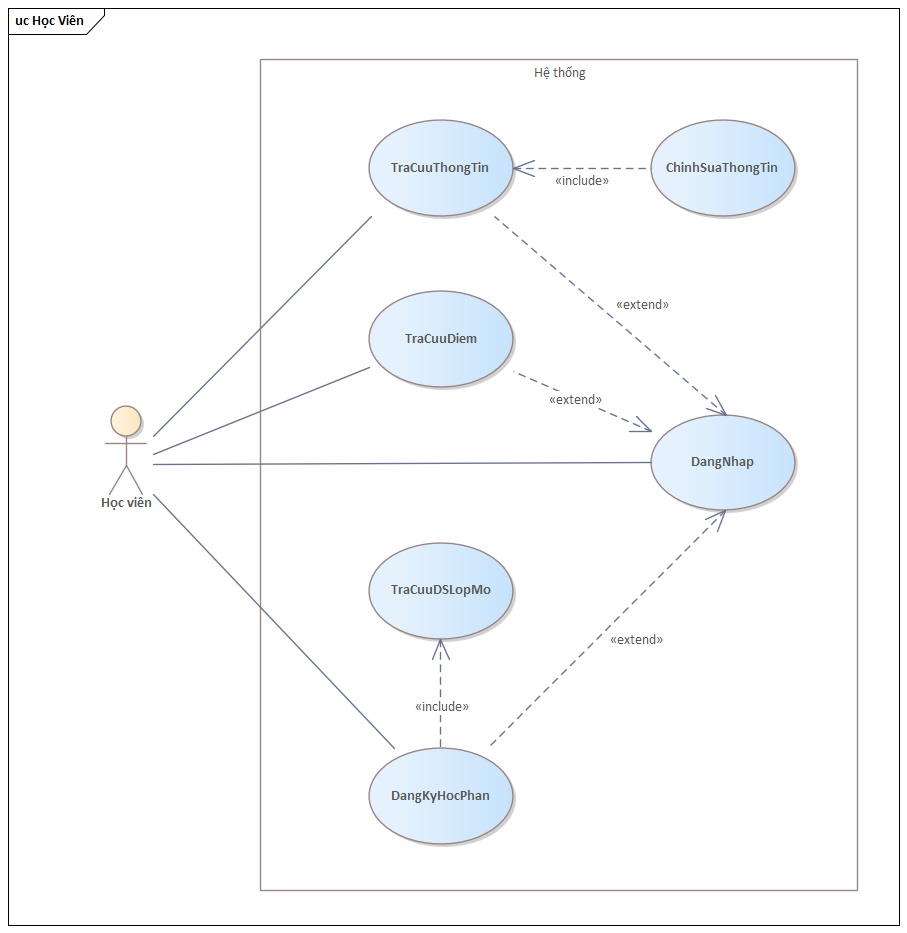 uc Học Viên
Hệ thống
TraCuuThongTin
ChinhSuaThongTin
«include»
«extend»
TraCuuDiem
«extend»
DangNhap
Học viên
TraCuuDSLopMo
«extend»
«include»
DangKyHocPhan